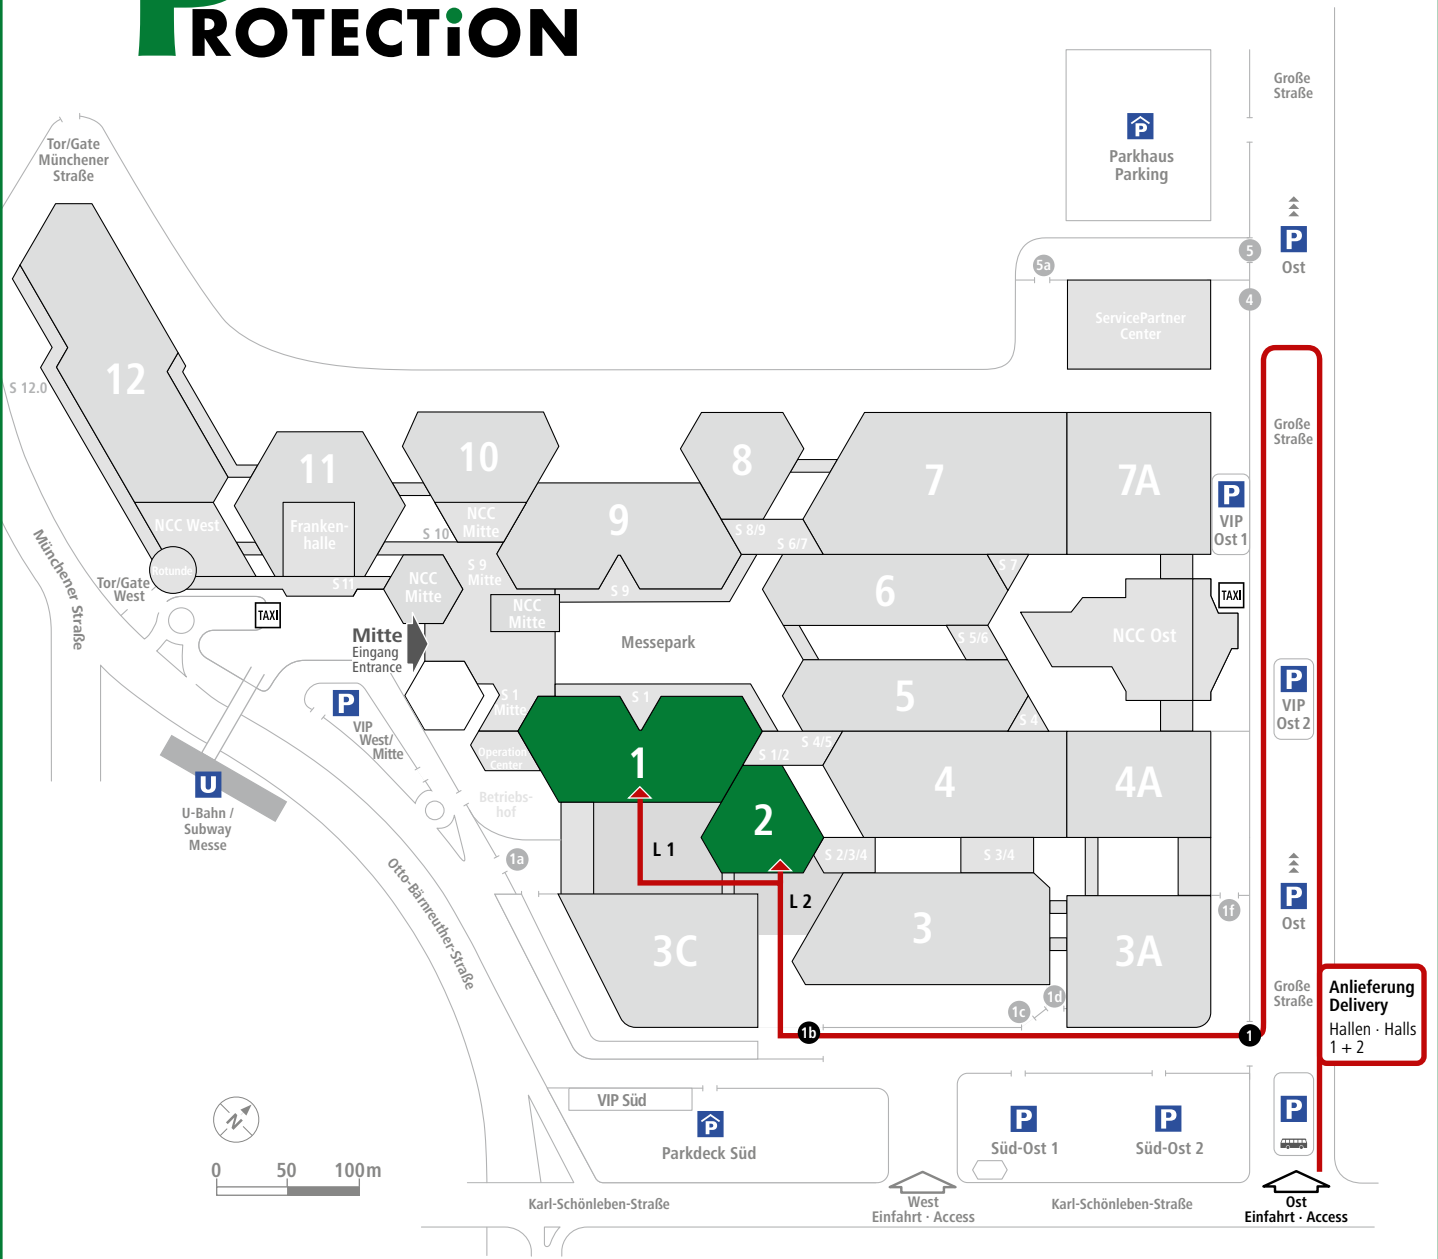 PROTECTiON
Große
Straße
P
Parkhaus
Parking
Tor/Gate
Münchener
Straße
P
Ost
5
5a
4
ServicePartner
Center
12
S 12.0
11
10
8
7
7A
Große
Straße
P
VIP
Ost 1
NCC West
Franken-
halle
NCC
Mitte
S 10
9
S 8/9
S 6/7
Rotunde
S 11
NCC
Mitte
S 9
Mitte
S 9
S 7
6
TAXI
Münchener Straße
Tor/Gate
West
TAXI
NCC
Mitte
Mitte
Eingang
Entrance
Messepark
S 5/6
NCC Ost
P
VIP
West/
Mitte
S 1
Mitte
S 1
5
S 4
P
VIP
Ost 2
Operation
Center
1
S 1/2
S 4/5
4
4A
U
U-Bahn /
Subway
Messe
Betriebs-
hof
2
1a
L 1
S 2/3/4
S 3/4
Otto-Bärnreuther-Straße
L 2
P
Ost
1f
3C
3
3A
Große
Straße
Anlieferung
Delivery
Hallen · Halls
1 + 2
1d
1c
1b
1
VIP Süd
P
Parkdeck Süd
P
Süd-Ost 1
P
Süd-Ost 2
P
N
0 50 100m
Karl-Schönleben-Straße
West
Einfahrt · Access
Karl-Schönleben-Straße
Ost
Einfahrt · Access